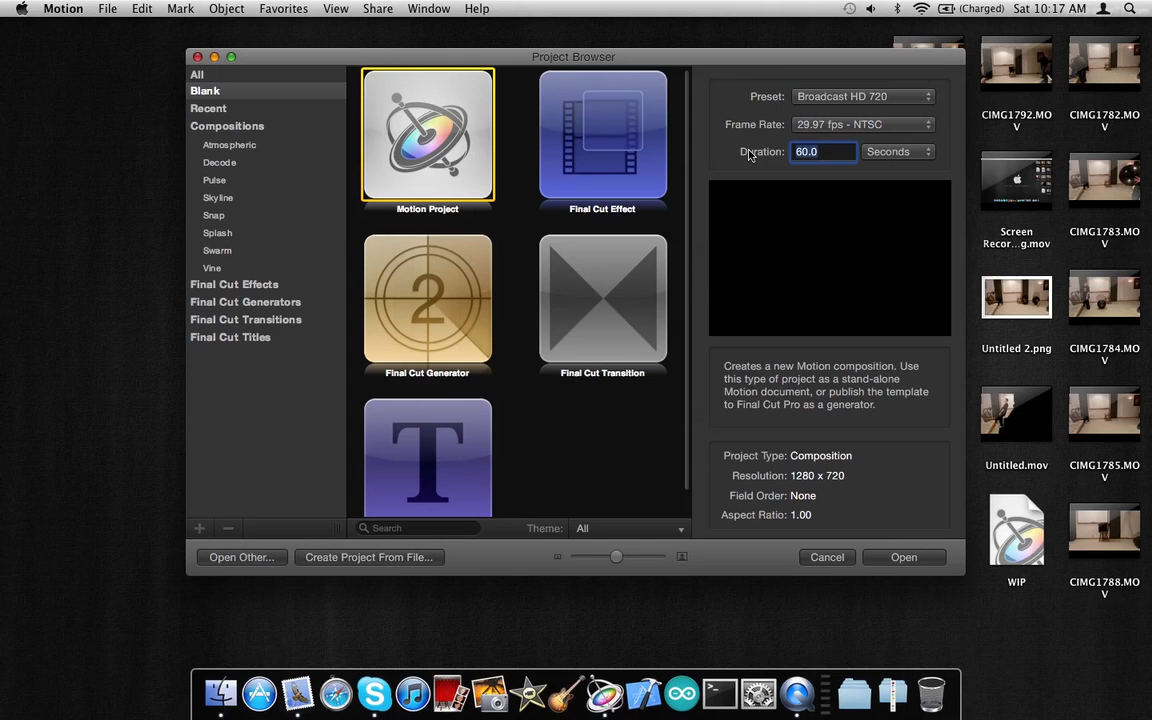 Motion File Edit Mark Object Favorites View Share Window Help (Charged) Sat 10:17 AM
Project Browser
All
Blank
Recent
Compositions
Atmospheric
Decode
Pulse
Skyline
Snap
Splash
Swarm
Vine
Final Cut Effects
Final Cut Generators
Final Cut Transitions
Final Cut Titles
Motion Project
Final Cut Effect
2
Final Cut Generator
Final Cut Transition
T
Search
Theme: All
Preset: Broadcast HD 720
Frame Rate: 29.97 fps - NTSC
Duration: 60.0 Seconds
Creates a new Motion composition. Use
this type of project as a stand-alone
Motion document, or publish the template
to Final Cut Pro as a generator.
Project Type: Composition
Resolution: 1280 x 720
Field Order: None
Aspect Ratio: 1.00
Open Other...
Create Project From File...
Cancel
Open
CIMG1792.MO
V
CIMG1782.MO
V
Screen
Recor...g.mov
CIMG1783.MO
V
Untitled 2.png
CIMG1784.MO
V
Untitled.mov
CIMG1785.MO
V
WIP
CIMG1788.MO
V